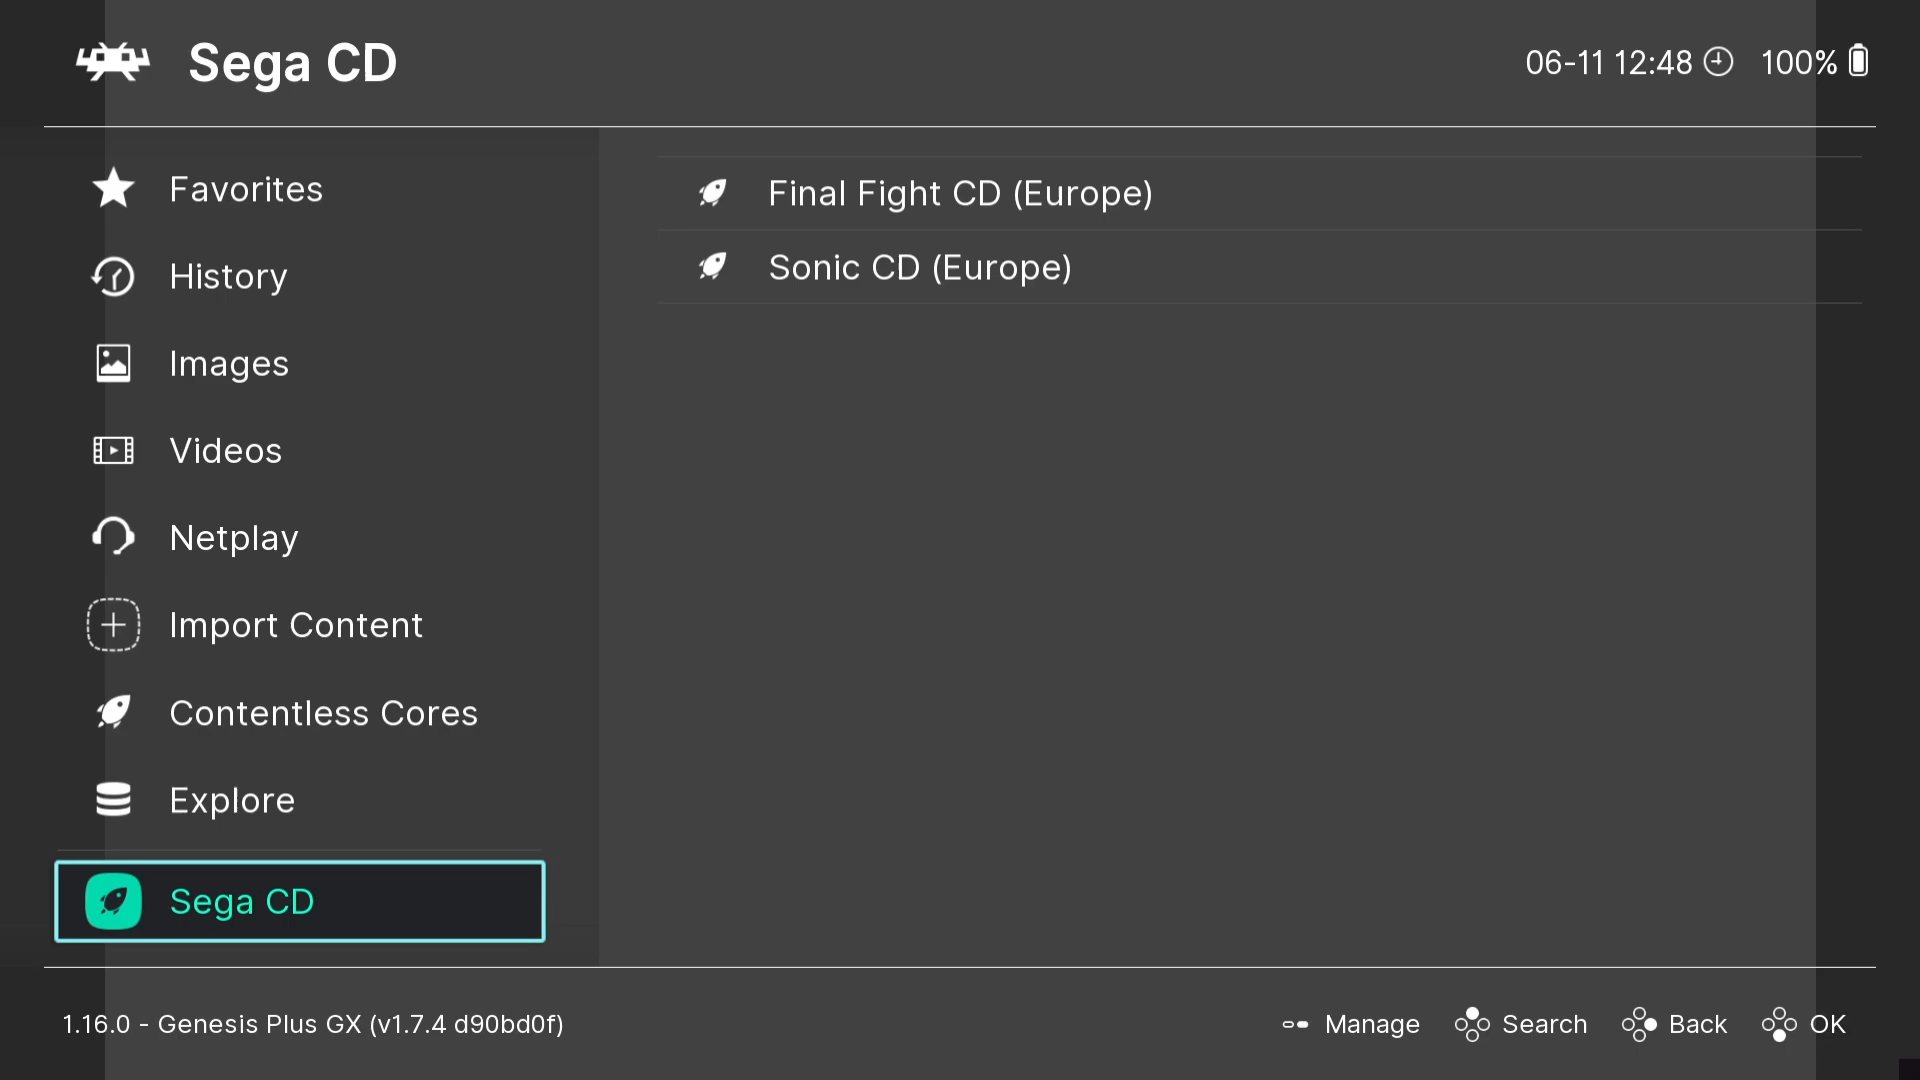 Sega CD
06-11 12:48 100%
Favorites
History
Images
Videos
Netplay
Import Content
Contentless Cores
Explore
Sega CD
Final Fight CD (Europe)
Sonic CD (Europe)
1.16.0 - Genesis Plus GX (v1.7.4 d90bd0f)
Manage Search Back OK